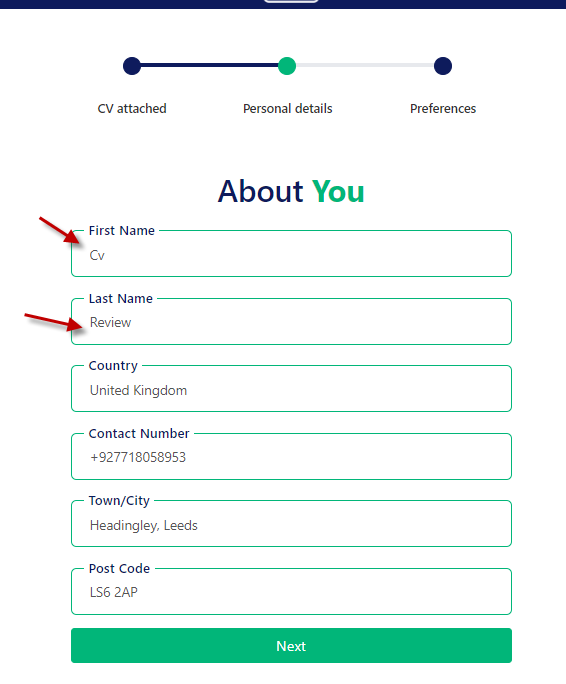 CV attached
Personal details
Preferences
About You
First Name
Cv
Last Name
Review
Country
United Kingdom
Contact Number
+927718058953
Town/City
Headingley, Leeds
Post Code
LS6 2AP
Next